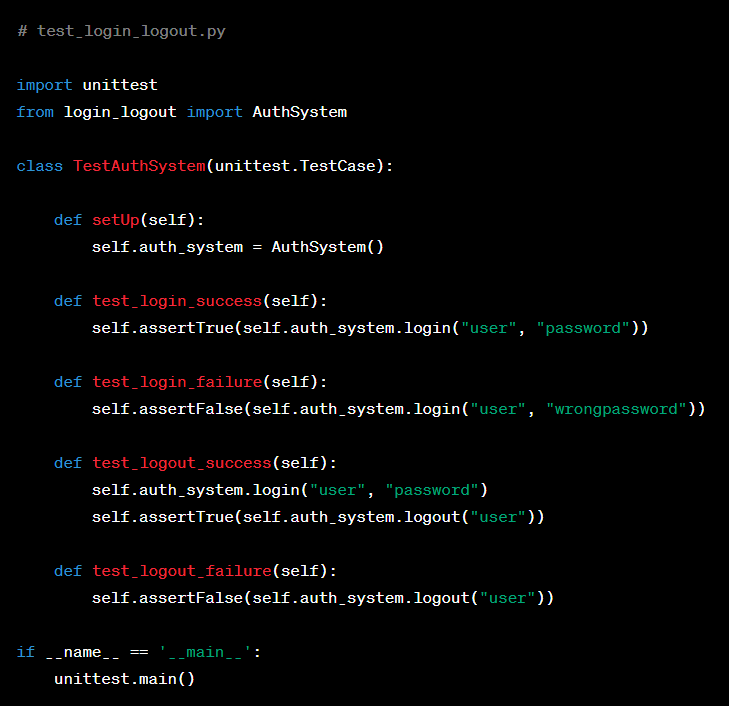 # test_login_logout.py

import unittest
from login_logout import AuthSystem

class TestAuthSystem(unittest.TestCase):

    def setUp(self):
        self.auth_system = AuthSystem()

    def test_login_success(self):
        self.assertTrue(self.auth_system.login("user", "password"))

    def test_login_failure(self):
        self.assertFalse(self.auth_system.login("user", "wrongpassword"))

    def test_logout_success(self):
        self.auth_system.login("user", "password")
        self.assertTrue(self.auth_system.logout("user"))

    def test_logout_failure(self):
        self.assertFalse(self.auth_system.logout("user"))

if __name__ == '__main__':
    unittest.main()